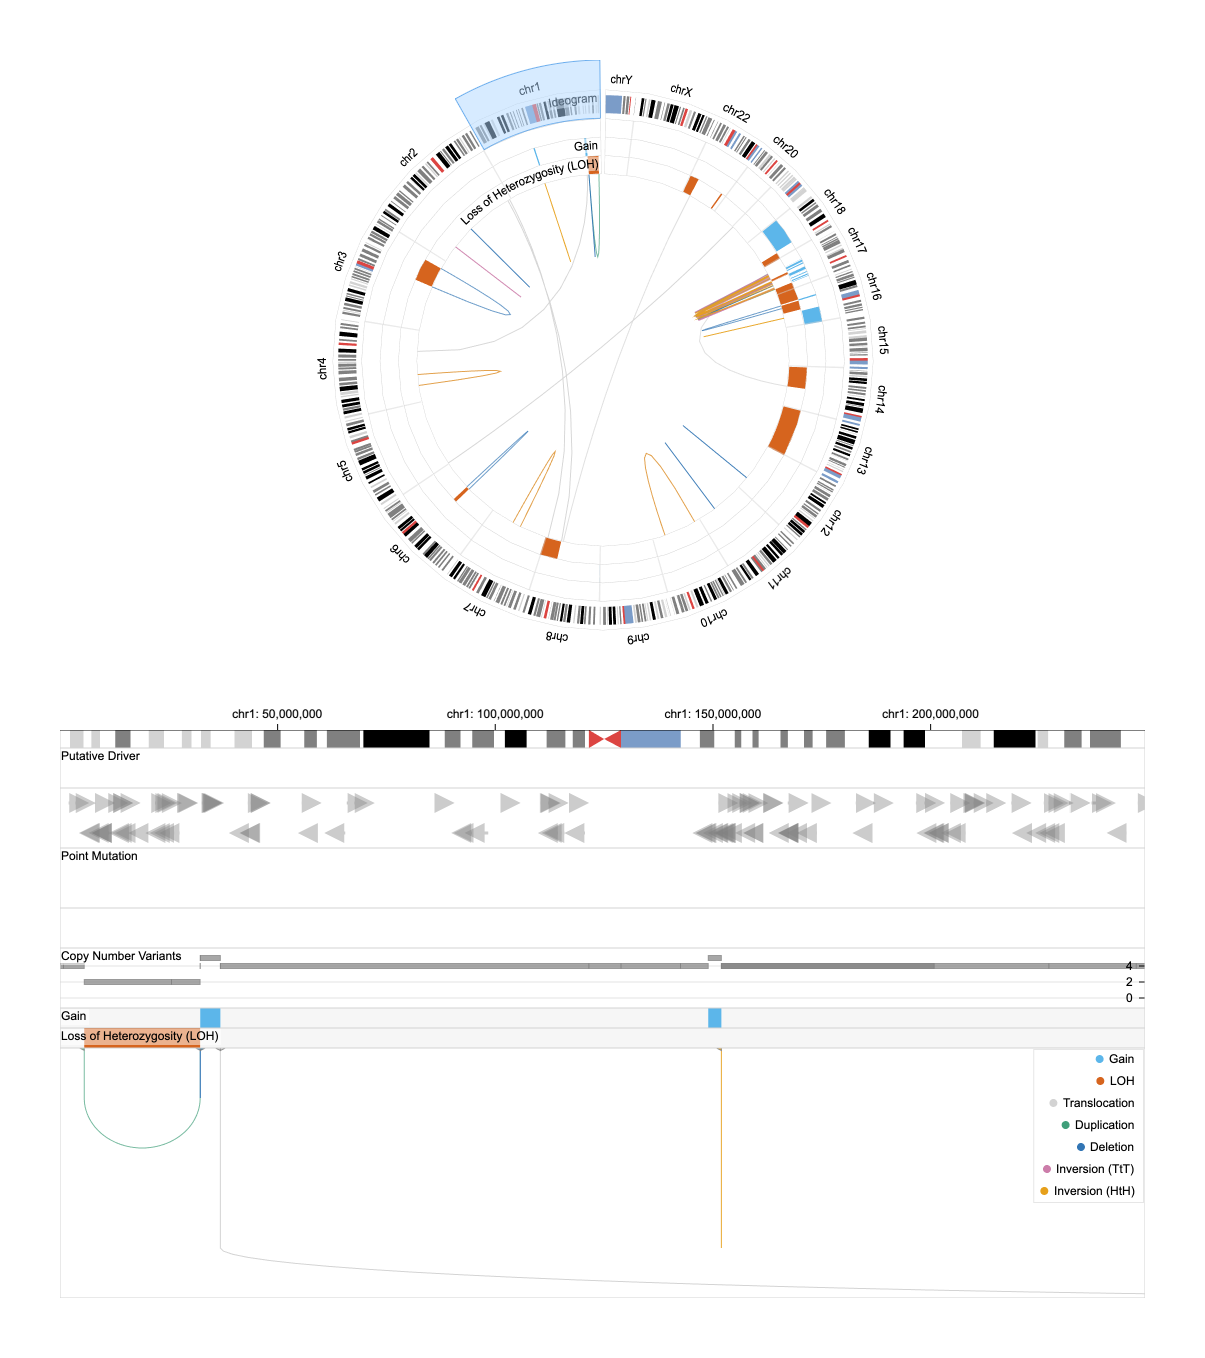 chr1
Ideogram
Gain
Loss of Heterozygosity (LOH)
chrY
chrX
chr22
chr20
chr18
chr17
chr16
chr15
chr14
chr13
chr12
chr11
chr10
chr9
chr8
chr7
chr6
chr5
chr4
chr3
chr2
chr1: 50,000,000
chr1: 100,000,000
chr1: 150,000,000
chr1: 200,000,000
Putative Driver
Point Mutation
Copy Number Variants
4
2
0
Gain
Loss of Heterozygosity (LOH)
Gain
LOH
Translocation
Duplication
Deletion
Inversion (TtT)
Inversion (HtH)